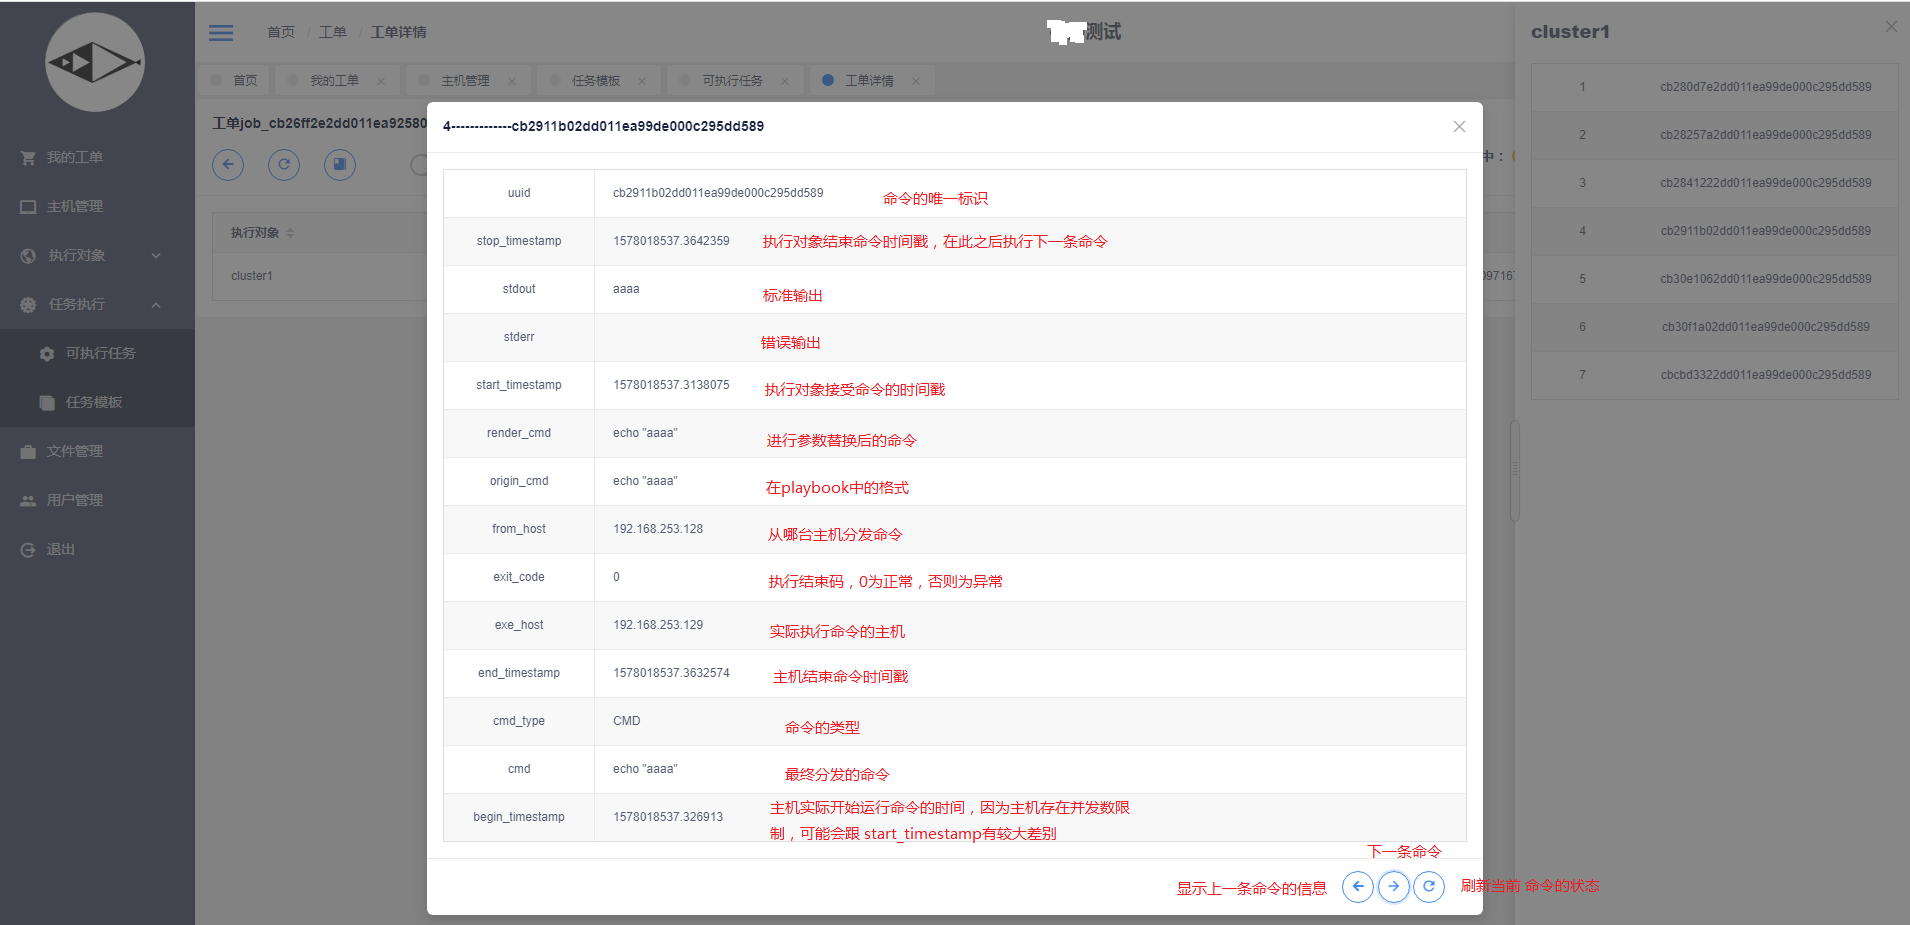 首页 / 工单 / 工单详情
测试
首页
我的工单
主机管理
任务模板
可执行任务
工单详情
我的工单
主机管理
执行对象
任务执行
可执行任务
任务模板
文件管理
用户管理
退出
工单job_cb26ff2e2dd011ea92580
中：
执行对象
cluster1
09716
4-------------cb2911b02dd011ea99de000c295dd589
uuid cb2911b02dd011ea99de000c295dd589 命令的唯一标识
stop_timestamp 1578018537.3642359 执行对象结束命令时间戳，在此之后执行下一条命令
stdout aaaa 标准输出
stderr 错误输出
start_timestamp 1578018537.3138075 执行对象接受命令的时间戳
render_cmd echo "aaaa" 进行参数替换后的命令
origin_cmd echo "aaaa" 在playbook中的格式
from_host 192.168.253.128 从哪台主机分发命令
exit_code 0 执行结束码，0为正常，否则为异常
exe_host 192.168.253.129 实际执行命令的主机
end_timestamp 1578018537.3632574 主机结束命令时间戳
cmd_type CMD 命令的类型
cmd echo "aaaa" 最终分发的命令
begin_timestamp 1578018537.326913 主机实际开始运行命令的时间，因为主机存在并发数限
制，可能会跟 start_timestamp有较大差别
下一条命令
显示上一条命令的信息
刷新当前 命令的状态
cluster1
1 cb280d7e2dd011ea99de000c295dd589
2 cb28257a2dd011ea99de000c295dd589
3 cb2841222dd011ea99de000c295dd589
4 cb2911b02dd011ea99de000c295dd589
5 cb30e1062dd011ea99de000c295dd589
6 cb30f1a02dd011ea99de000c295dd589
7 cbcbd3322dd011ea99de000c295dd589